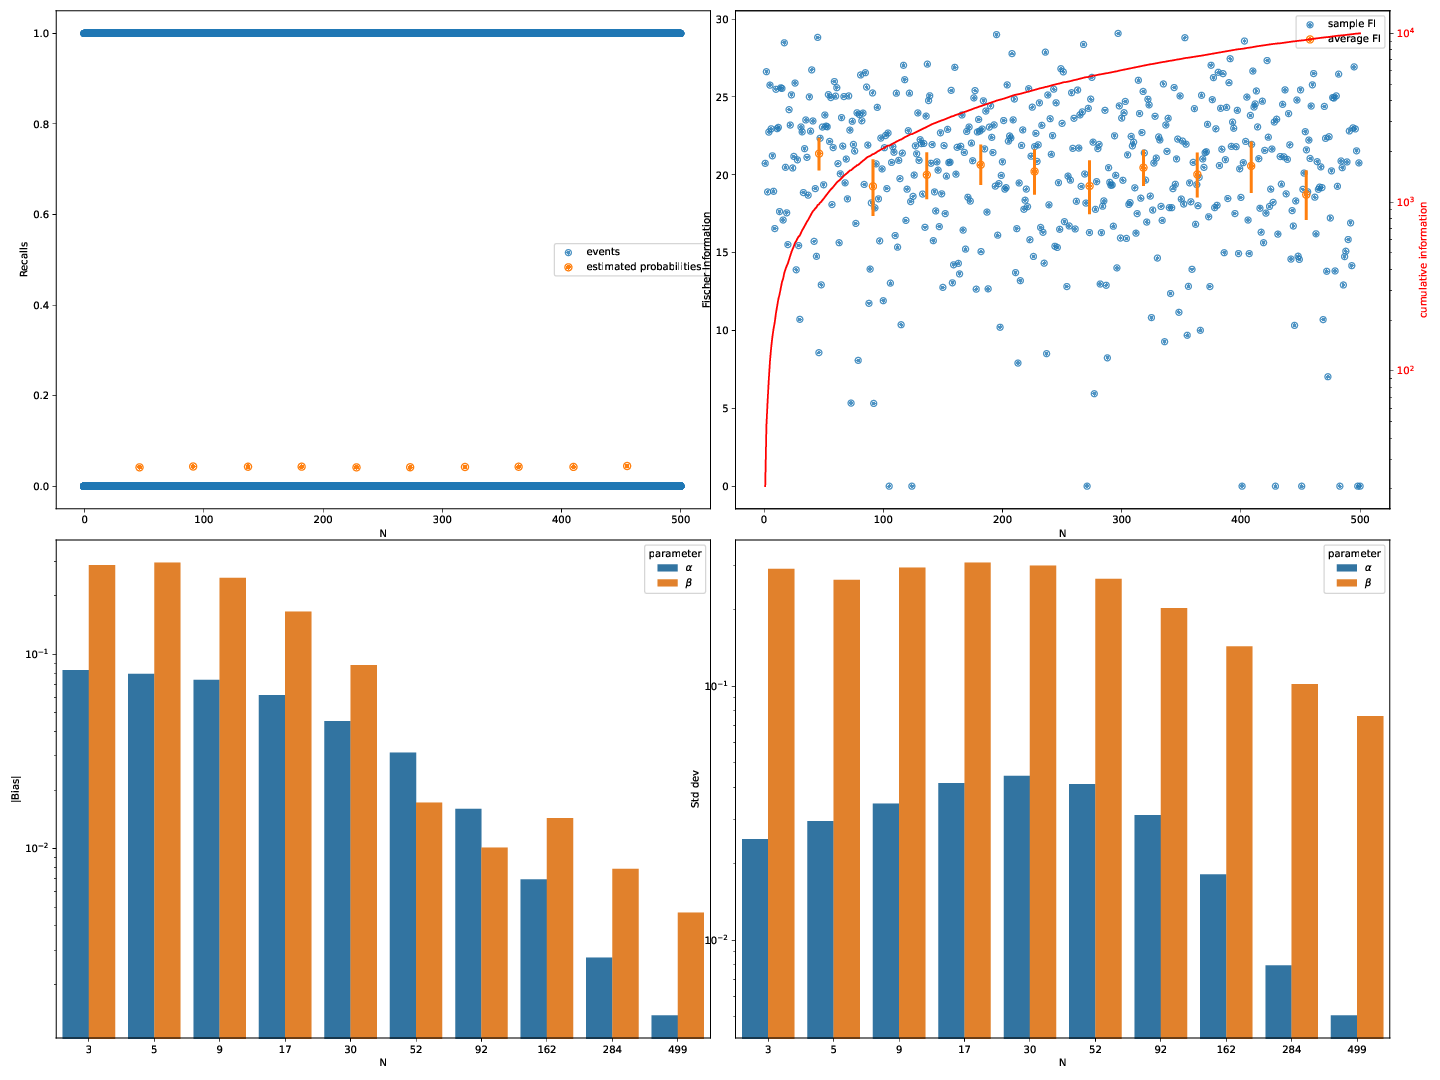 1.0
0.8
0.6
0.4
0.2
0.0
Recalls
events
estimated probabilities
0 100 200 300 400 500
N
30
25
20
15
10
5
0
Fischer Information
sample FI
average FI
10⁴
10³
10²
cumulative information
0 100 200 300 400 500
N
parameter
α
β
10⁻¹
10⁻²
|Bias|
3 5 9 17 30 52 92 162 284 499
N
parameter
α
β
10⁻¹
10⁻²
Std dev
3 5 9 17 30 52 92 162 284 499
N